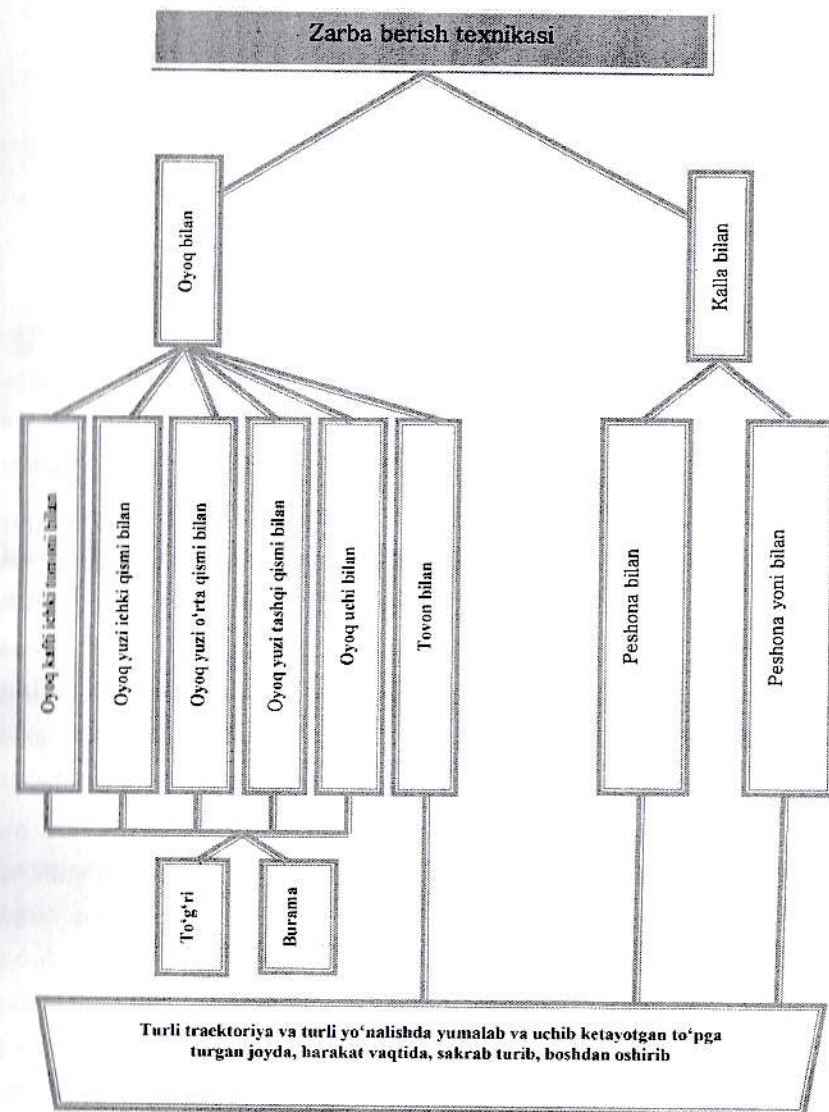 Zarba berish texnikasi
Oyoq bilan
Kalla bilan
Oyoq kafti ichki tomoni bilan
Oyoq yuzi ichki qismi bilan
Oyoq yuzi o‘rta qismi bilan
Oyoq yuzi tashqi qismi bilan
Oyoq uchi bilan
Tovon bilan
Peshona bilan
Peshona yoni bilan
To‘g‘ri
Burama
Turli traektoriya va turli yo‘nalishda yumalab va uchib ketayotgan to‘pga
turgan joyda, harakat vaqtida, sakrab turib, boshdan oshirib